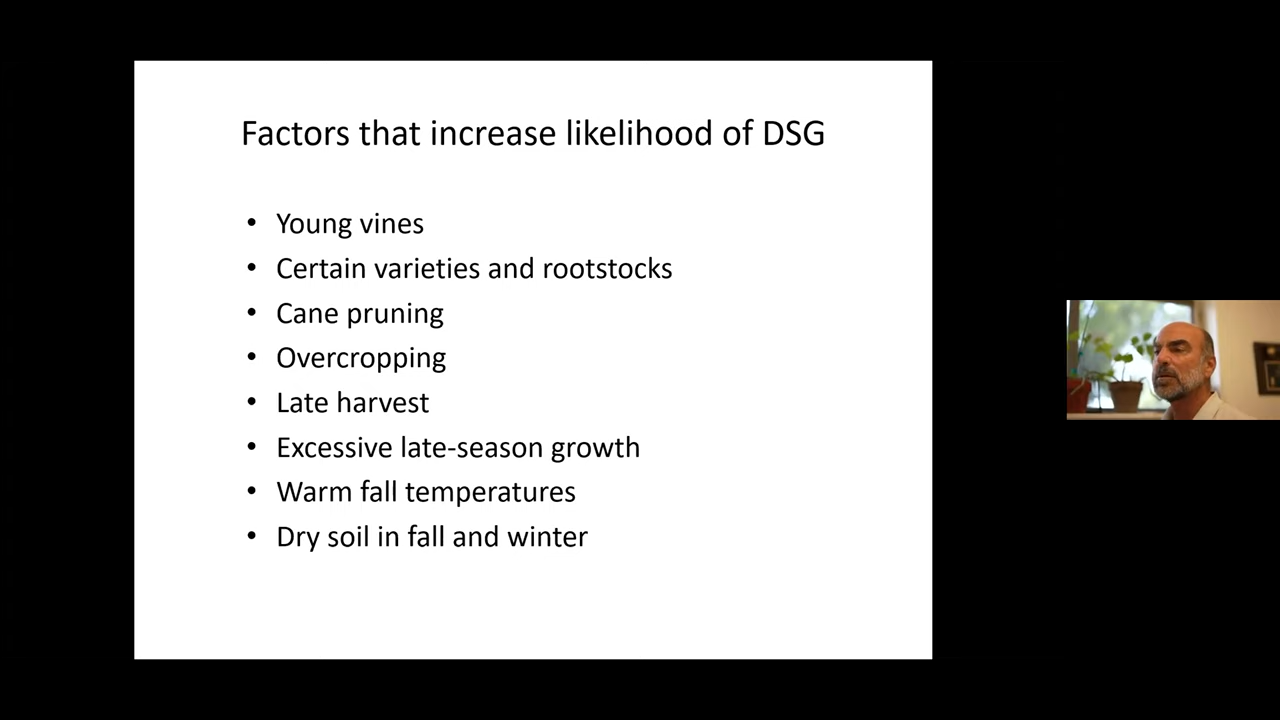 Factors that increase likelihood of DSG
• Young vines
• Certain varieties and rootstocks
• Cane pruning
• Overcropping
• Late harvest
• Excessive late-season growth
• Warm fall temperatures
• Dry soil in fall and winter